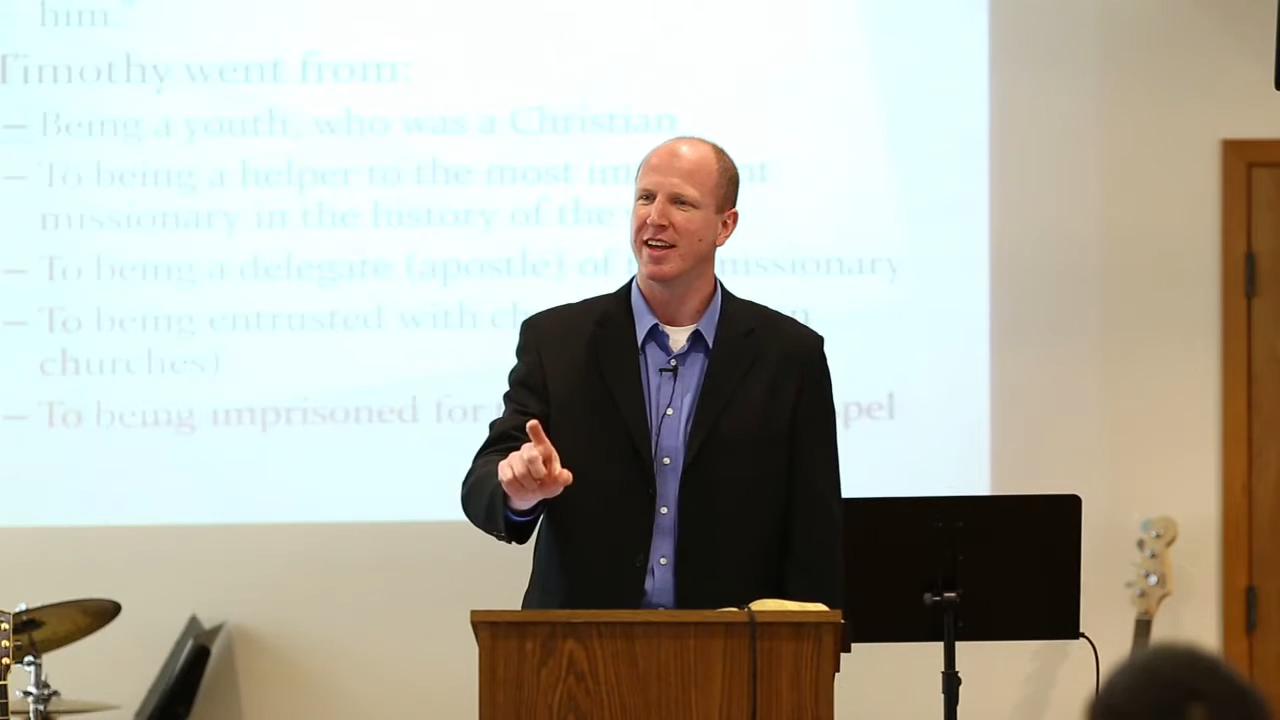 him."
Timothy went from:
– Being a youth, who was a Christian
– To being a helper to the most
missionary in the history of the
– To being a delegate (apostle) of missionary
– To being entrusted with
churches)
– To being imprisoned for